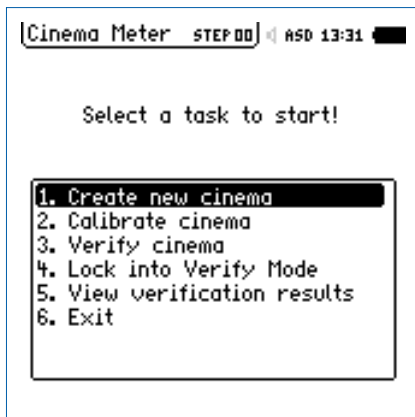 Cinema Meter STEP 00 ASD 13:31
Select a task to start!
1. Create new cinema
2. Calibrate cinema
3. Verify cinema
4. Lock into Verify Mode
5. View verification results
6. Exit